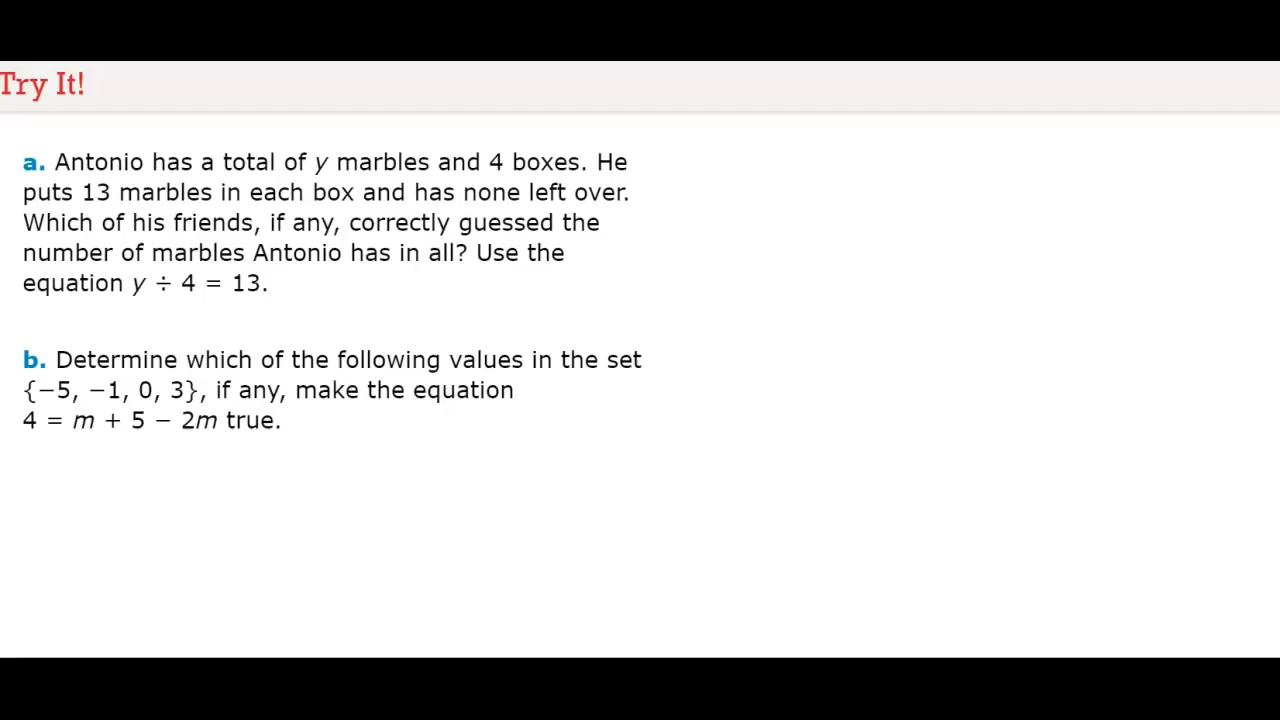 Try It!
a. Antonio has a total of y marbles and 4 boxes. He
puts 13 marbles in each box and has none left over.
Which of his friends, if any, correctly guessed the
number of marbles Antonio has in all? Use the
equation y ÷ 4 = 13.
b. Determine which of the following values in the set
{−5, −1, 0, 3}, if any, make the equation
4 = m + 5 − 2m true.